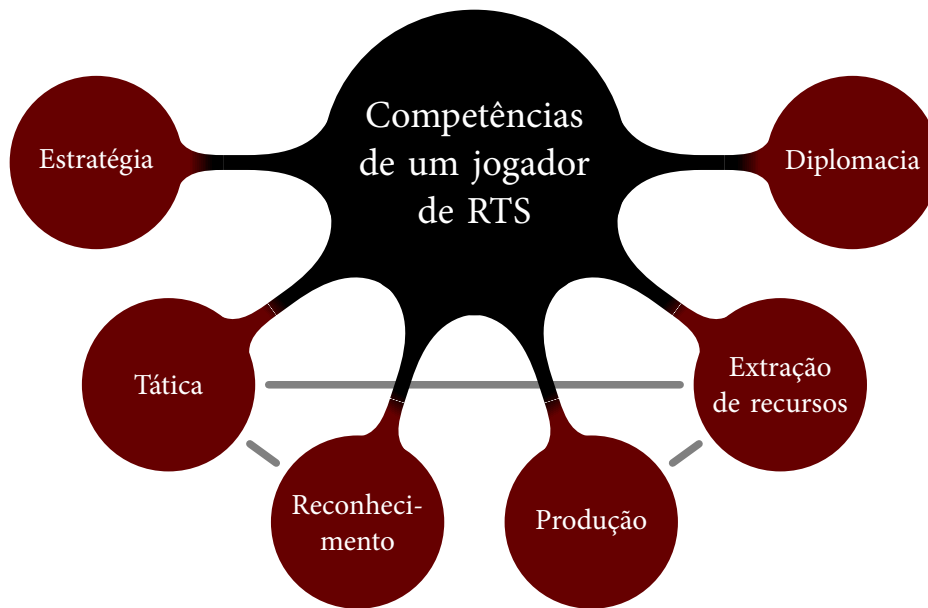 Competências
de um jogador
de RTS
Estratégia
Diplomacia
Tática
Extração
de recursos
Reconheci-
mento
Produção